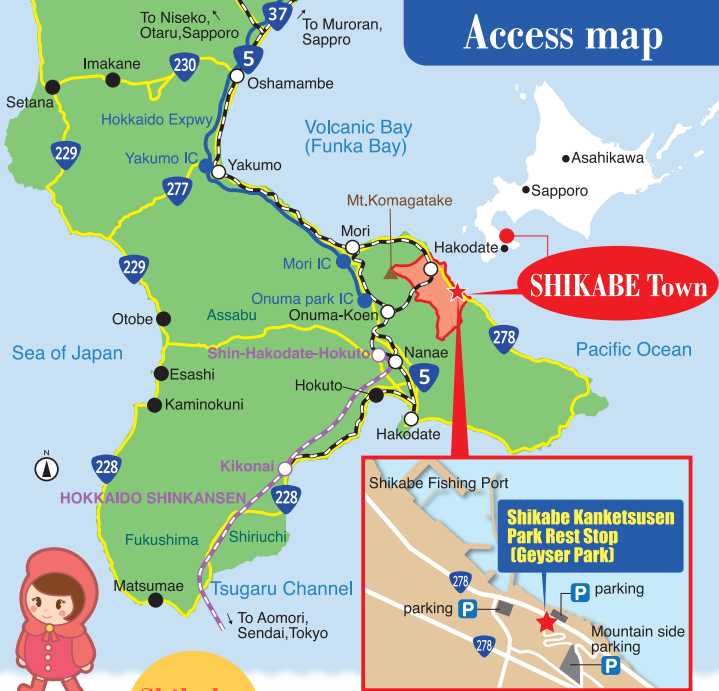 Access map
To Niseko,
Otaru,Sapporo
37
To Muroran,
Sappro
5
230
Imakane
Oshamambe
Setana
Hokkaido Expwy
Volcanic Bay
(Funka Bay)
229
Yakumo IC
Yakumo
277
Asahikawa
Sapporo
Mt.Komagatake
Mori
Hakodate
Mori IC
229
SHIKABE Town
Onuma park IC
Otobe
Assabu
Onuma-Koen
278
Sea of Japan
Shin-Hakodate-Hokuto
Nanae
Pacific Ocean
Esashi
Hokuto
5
Kaminokuni
Hakodate
N
228
Kikonai
HOKKAIDO SHINKANSEN
228
Shikabe Fishing Port
Shikabe Kanketsusen
Park Rest Stop
(Geyser Park)
Fukushima
Shiriuchi
278
P parking
parking P
Matsumae
Tsugaru Channel
To Aomori,
Sendai,Tokyo
278
Mountain side
parking
P